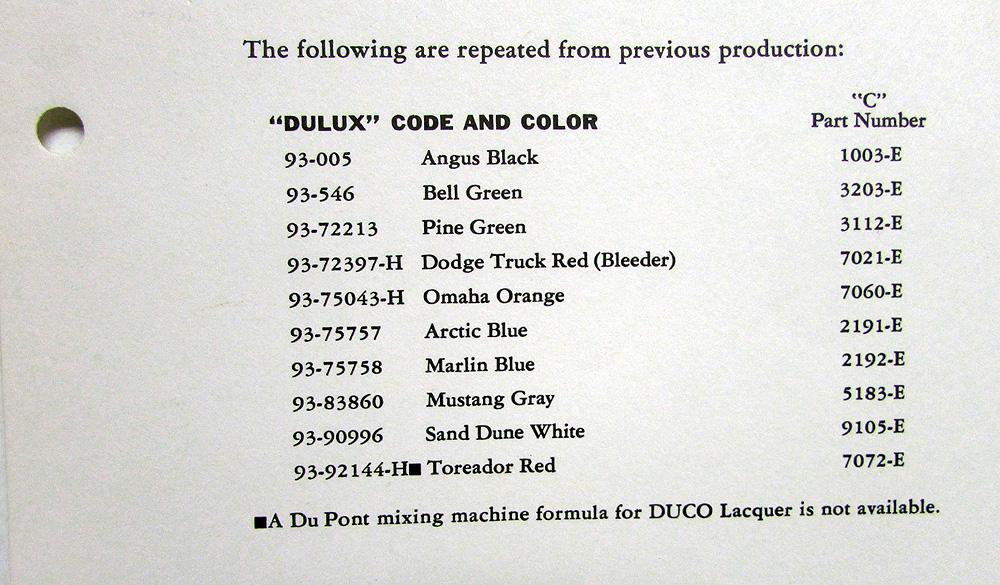 The following are repeated from previous production:
"C"
"DULUX" CODE AND COLOR Part Number
93-005 Angus Black 1003-E
93-546 Bell Green 3203-E
93-72213 Pine Green 3112-E
93-72397-H Dodge Truck Red (Bleeder) 7021-E
93-75043-H Omaha Orange 7060-E
93-75757 Arctic Blue 2191-E
93-75758 Marlin Blue 2192-E
93-83860 Mustang Gray 5183-E
93-90996 Sand Dune White 9105-E
93-92144-H■ Toreador Red 7072-E
■A Du Pont mixing machine formula for DUCO Lacquer is not available.